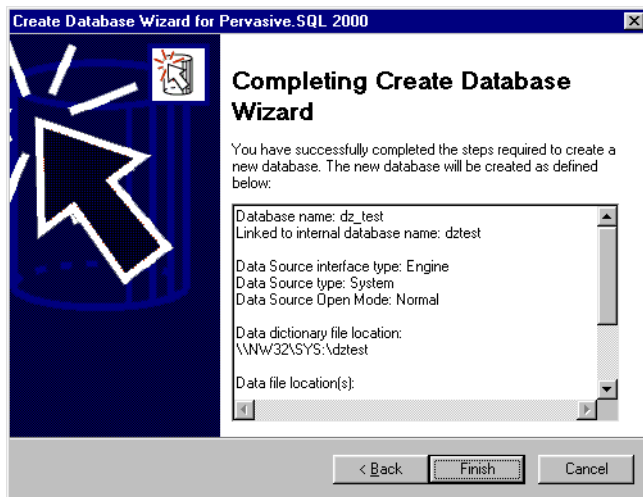 Create Database Wizard for Pervasive.SQL 2000
Completing Create Database
Wizard
You have successfully completed the steps required to create a
new database. The new database will be created as defined
below:
Database name: dz_test
Linked to internal database name: dztest
Data Source interface type: Engine
Data Source type: System
Data Source Open Mode: Normal
Data dictionary file location:
\\NW32\SYS:\dztest
Data file location(s):
< Back
Finish
Cancel